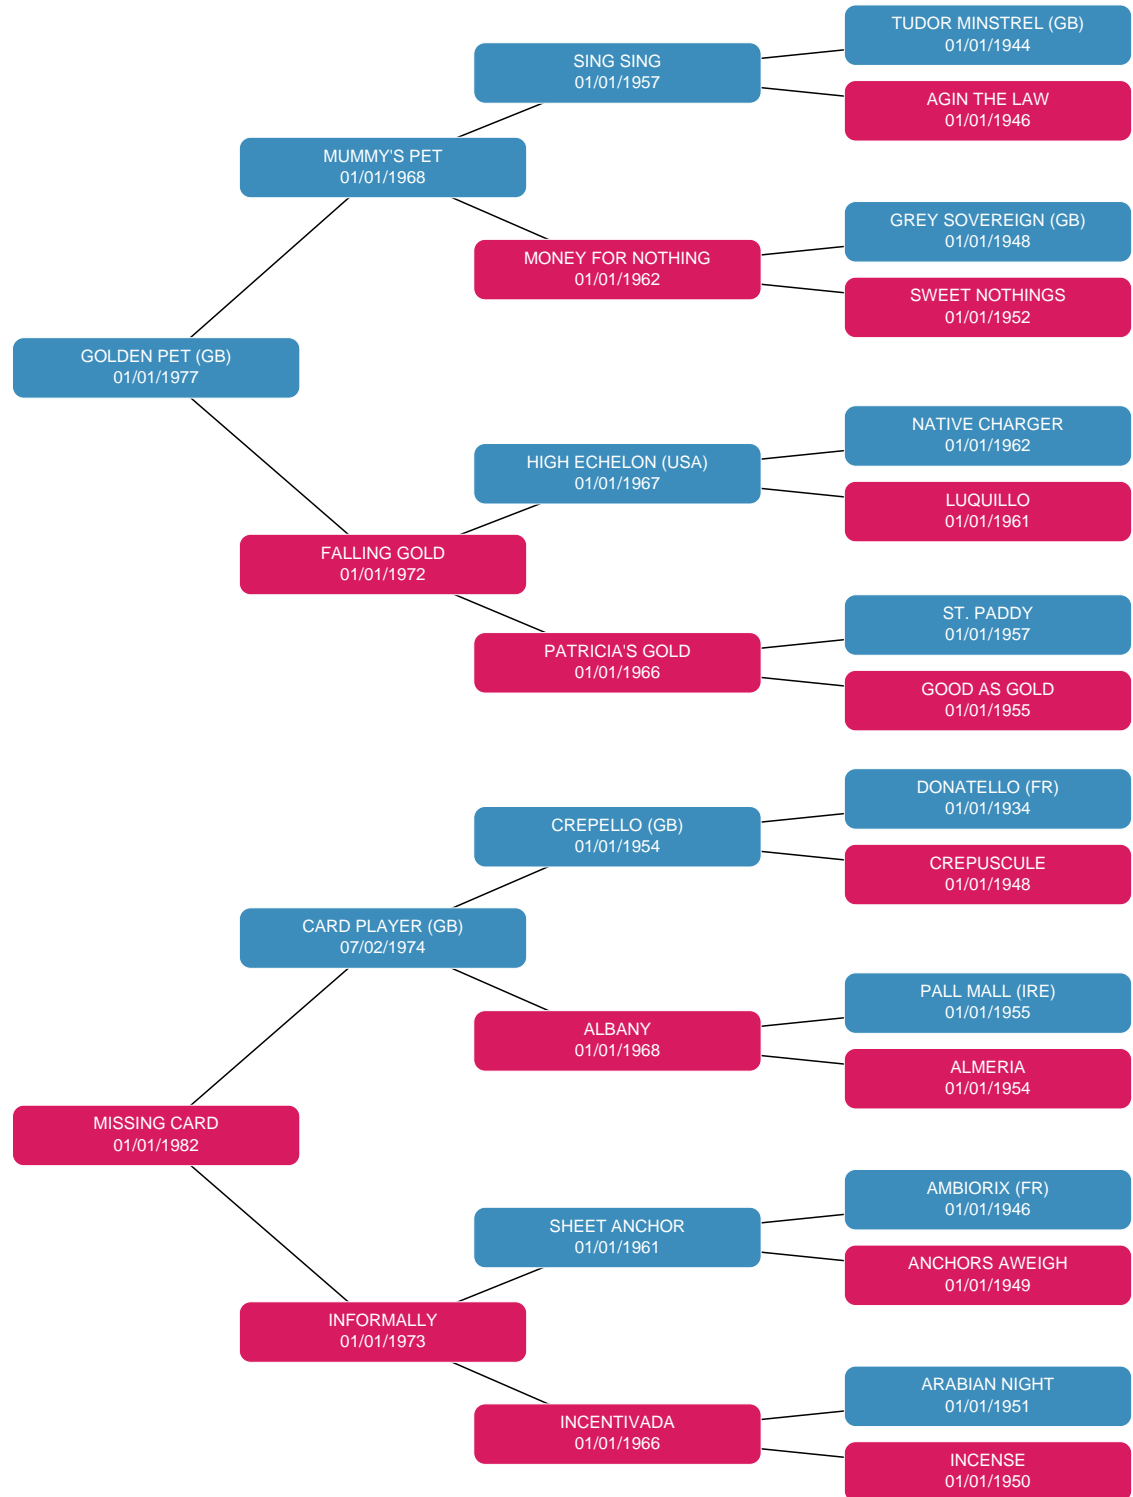 TUDOR MINSTREL (GB)
01/01/1944
SING SING
01/01/1957
AGIN THE LAW
01/01/1946
MUMMY'S PET
01/01/1968
GREY SOVEREIGN (GB)
01/01/1948
MONEY FOR NOTHING
01/01/1962
SWEET NOTHINGS
01/01/1952
GOLDEN PET (GB)
01/01/1977
NATIVE CHARGER
01/01/1962
HIGH ECHELON (USA)
01/01/1967
LUQUILLO
01/01/1961
FALLING GOLD
01/01/1972
ST. PADDY
01/01/1957
PATRICIA'S GOLD
01/01/1966
GOOD AS GOLD
01/01/1955
DONATELLO (FR)
01/01/1934
CREPELLO (GB)
01/01/1954
CREPUSCULE
01/01/1948
CARD PLAYER (GB)
07/02/1974
PALL MALL (IRE)
01/01/1955
ALBANY
01/01/1968
ALMERIA
01/01/1954
MISSING CARD
01/01/1982
AMBIORIX (FR)
01/01/1946
SHEET ANCHOR
01/01/1961
ANCHORS AWEIGH
01/01/1949
INFORMALLY
01/01/1973
ARABIAN NIGHT
01/01/1951
INCENTIVADA
01/01/1966
INCENSE
01/01/1950